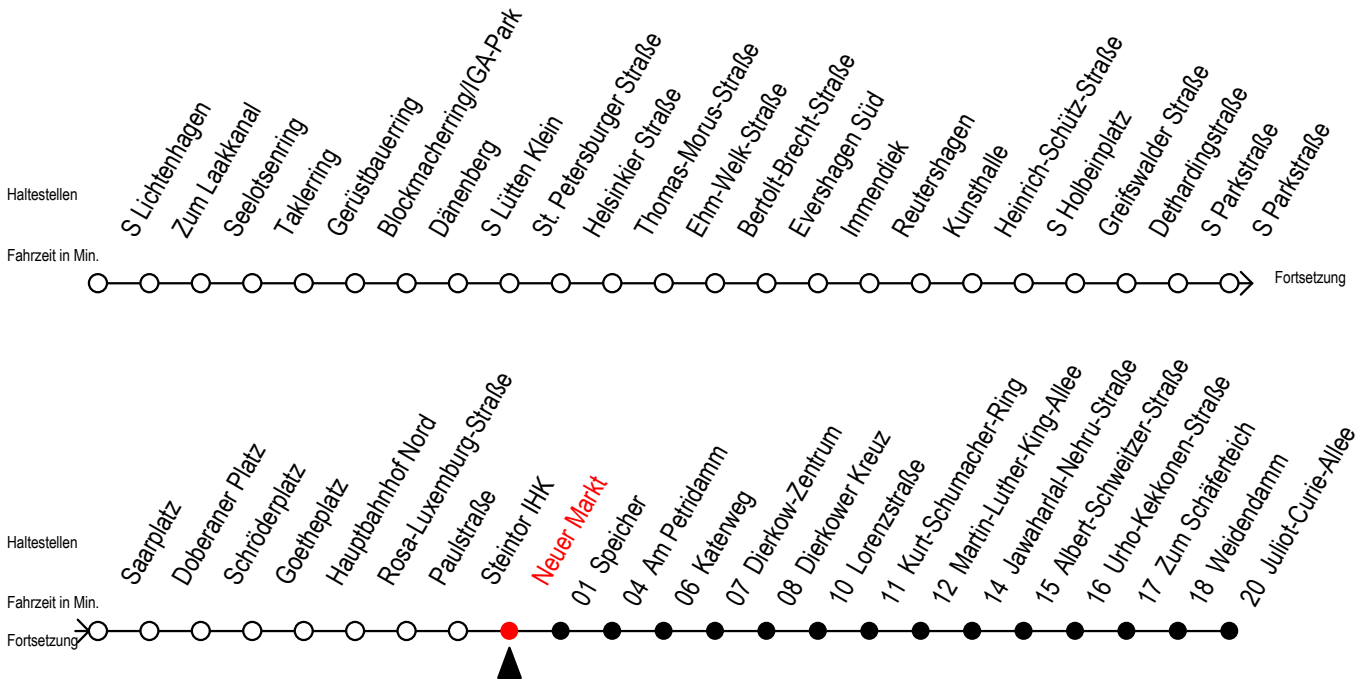 S Lichtenhagen
Zum Laakkanal
Seelotsenring
Taklerring
Gerüstbauerring
Blockmacherring/IGA-Park
Dänenberg
S Lütten Klein
St. Petersburger Straße
Helsinkier Straße
Thomas-Morus-Straße
Ehm-Welk-Straße
Bertolt-Brecht-Straße
Evershagen Süd
Immendiek
Reutershagen
Kunsthalle
Heinrich-Schütz-Straße
S Holbeinplatz
Greifswalder Straße
Dethardingstraße
S Parkstraße
S Parkstraße
Haltestellen
Fahrzeit in Min.
Fortsetzung
Saarplatz
Doberaner Platz
Schröderplatz
Goetheplatz
Hauptbahnhof Nord
Rosa-Luxemburg-Straße
Paulstraße
Steintor IHK
Neuer Markt
01 Speicher
04 Am Petridamm
06 Katerweg
07 Dierkow-Zentrum
08 Dierkower Kreuz
10 Lorenzstraße
11 Kurt-Schumacher-Ring
12 Martin-Luther-King-Allee
14 Jawaharlal-Nehru-Straße
15 Albert-Schweitzer-Straße
16 Urho-Kekkonen-Straße
17 Zum Schäferteich
18 Weidendamm
20 Juliot-Curie-Allee
Haltestellen
Fahrzeit in Min.
Fortsetzung